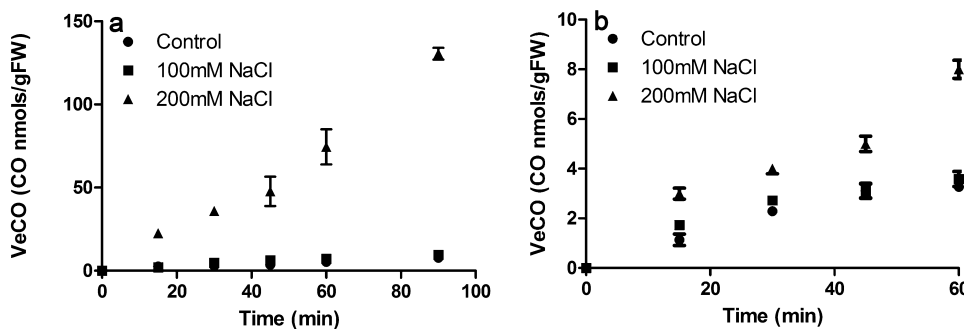 a
Control
100mM NaCl
200mM NaCl
VeCO (CO nmols/gFW)
150
100
50
0
0 20 40 60 80 100
Time (min)
b
Control
100mM NaCl
200mM NaCl
VeCO (CO nmols/gFW)
10
8
6
4
2
0
0 20 40 60
Time (min)